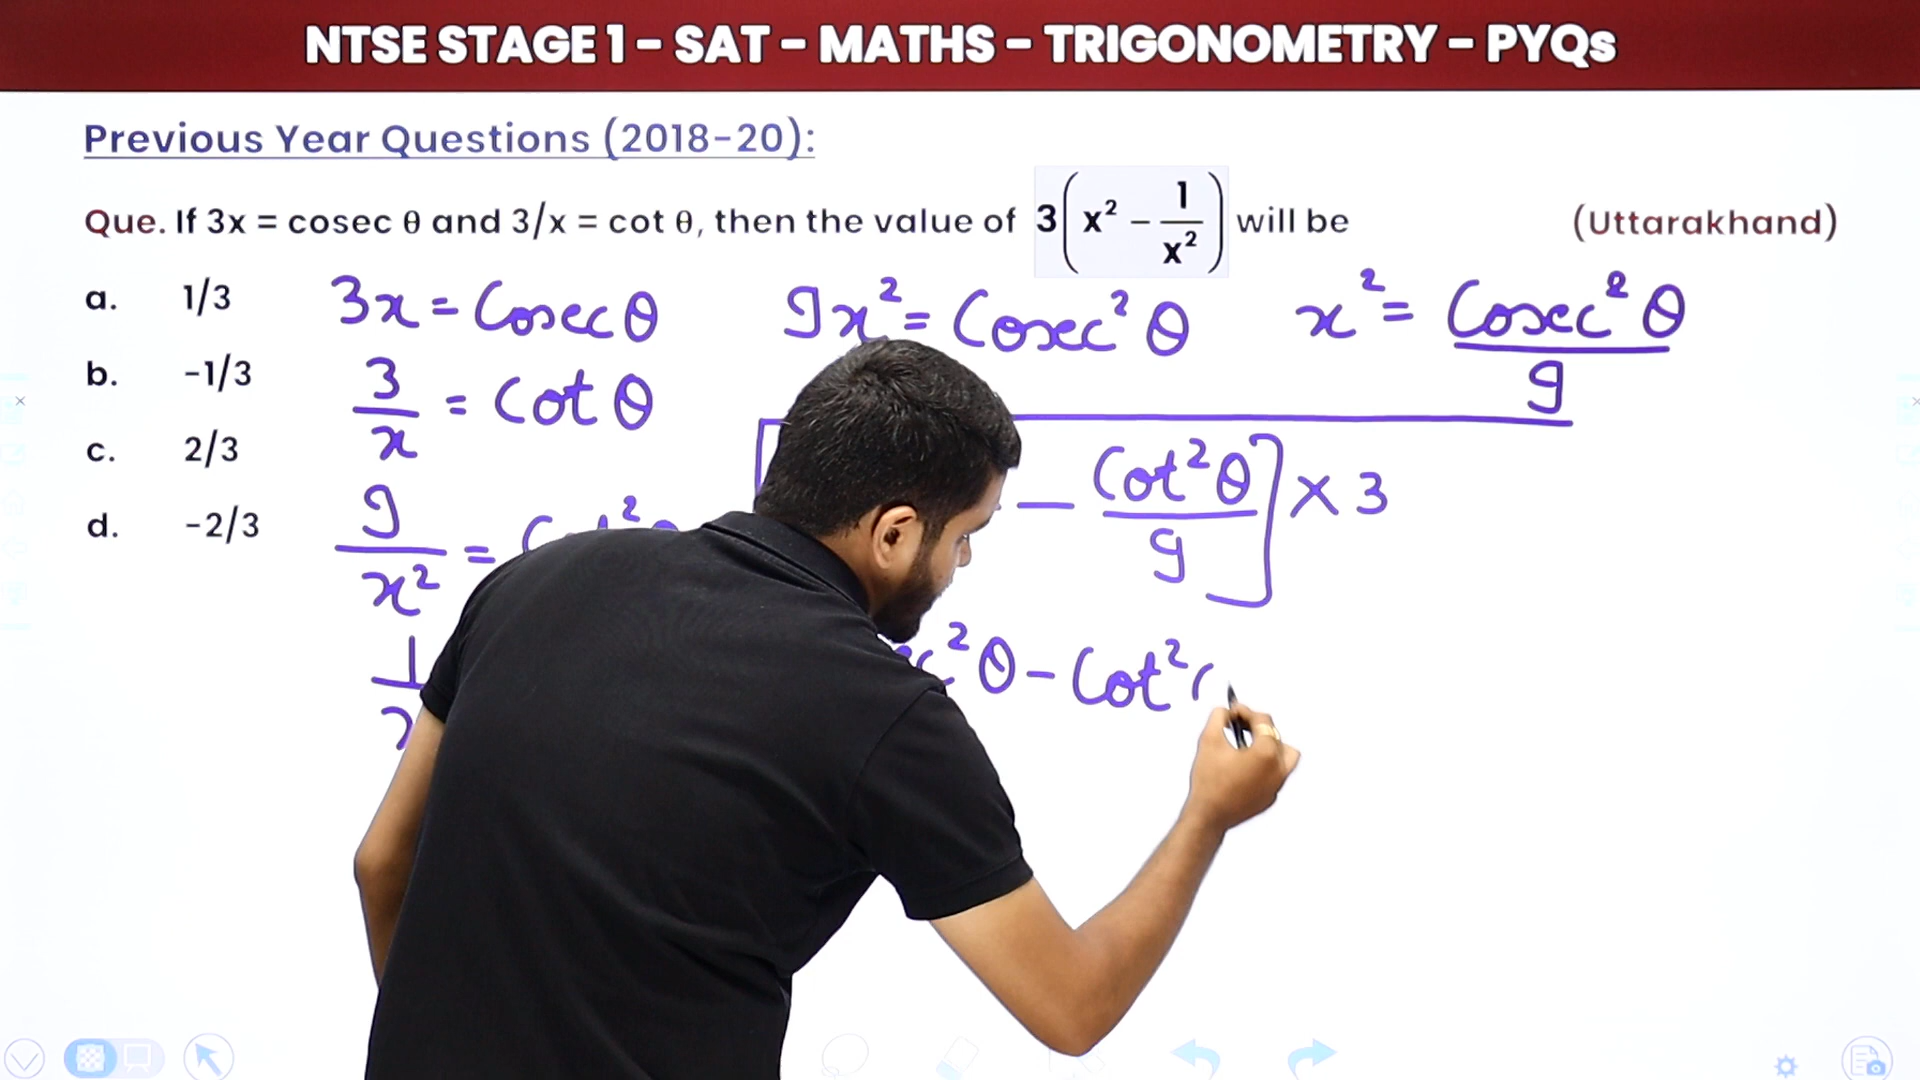 NTSE STAGE 1 - SAT - MATHS - TRIGONOMETRY - PYQs
Previous Year Questions (2018-20):
Que. If 3x = cosec θ and 3/x = cot θ, then the value of 3(x² - 1/x²) will be (Uttarakhand)
a. 1/3
b. -1/3
c. 2/3
d. -2/3
3x = Cosec θ
3/x = Cot θ
9/x² =
1/
9x² = Cosec² θ
x² = Cosec² θ/9
- Cot² θ/9] × 3
² θ - Cot²